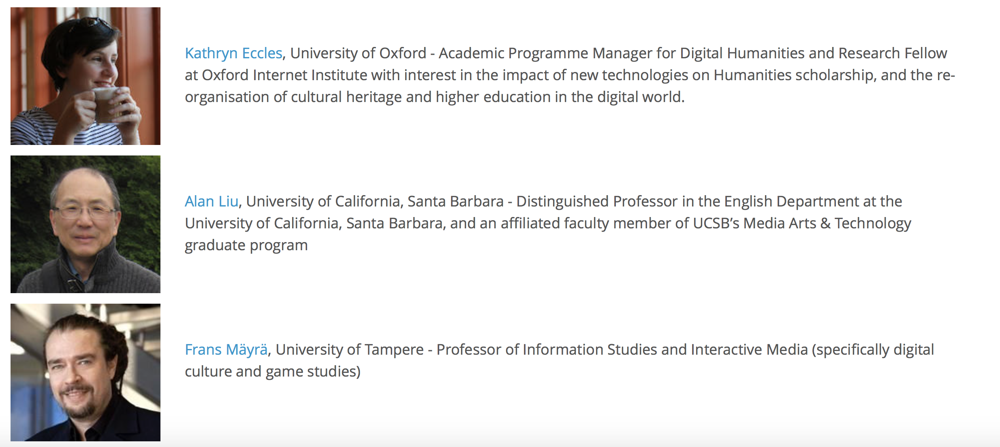 Kathryn Eccles, University of Oxford - Academic Programme Manager for Digital Humanities and Research Fellow
at Oxford Internet Institute with interest in the impact of new technologies on Humanities scholarship, and the re-
organisation of cultural heritage and higher education in the digital world.
Alan Liu, University of California, Santa Barbara - Distinguished Professor in the English Department at the
University of California, Santa Barbara, and an affiliated faculty member of UCSB’s Media Arts & Technology
graduate program
Frans Mäyrä, University of Tampere - Professor of Information Studies and Interactive Media (specifically digital
culture and game studies)